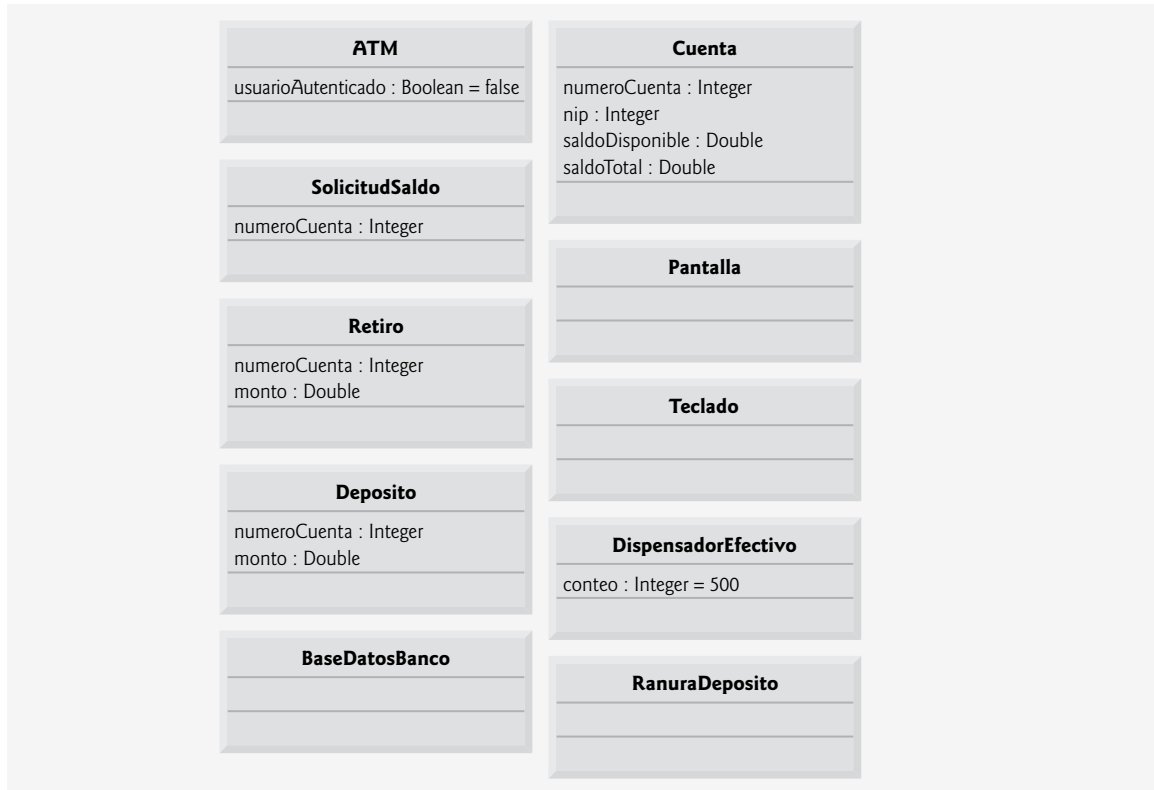 ATM
usuarioAutenticado : Boolean = false
SolicitudSaldo
numeroCuenta : Integer
Retiro
numeroCuenta : Integer
monto : Double
Deposito
numeroCuenta : Integer
monto : Double
BaseDatosBanco
Cuenta
numeroCuenta : Integer
nip : Integer
saldoDisponible : Double
saldoTotal : Double
Pantalla
Teclado
DispensadorEfectivo
conteo : Integer = 500
RanuraDeposito